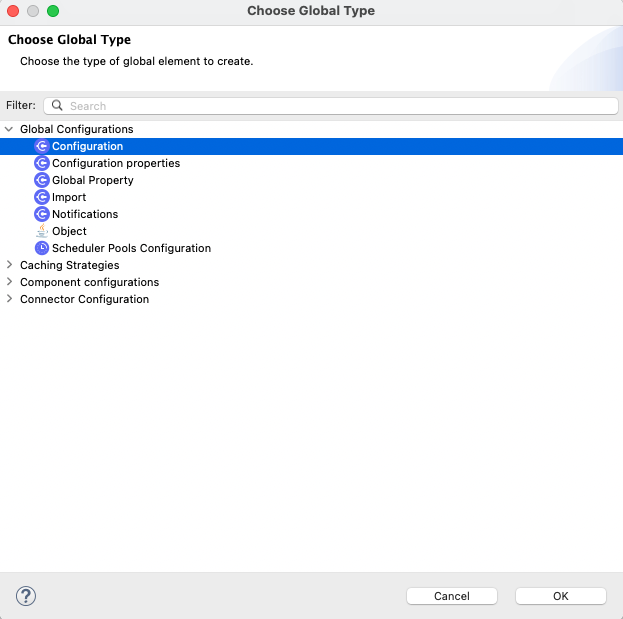 Choose Global Type
Choose Global Type
Choose the type of global element to create.
Filter: Search
Global Configurations
Configuration
Configuration properties
Global Property
Import
Notifications
Object
Scheduler Pools Configuration
Caching Strategies
Component configurations
Connector Configuration
? Cancel OK